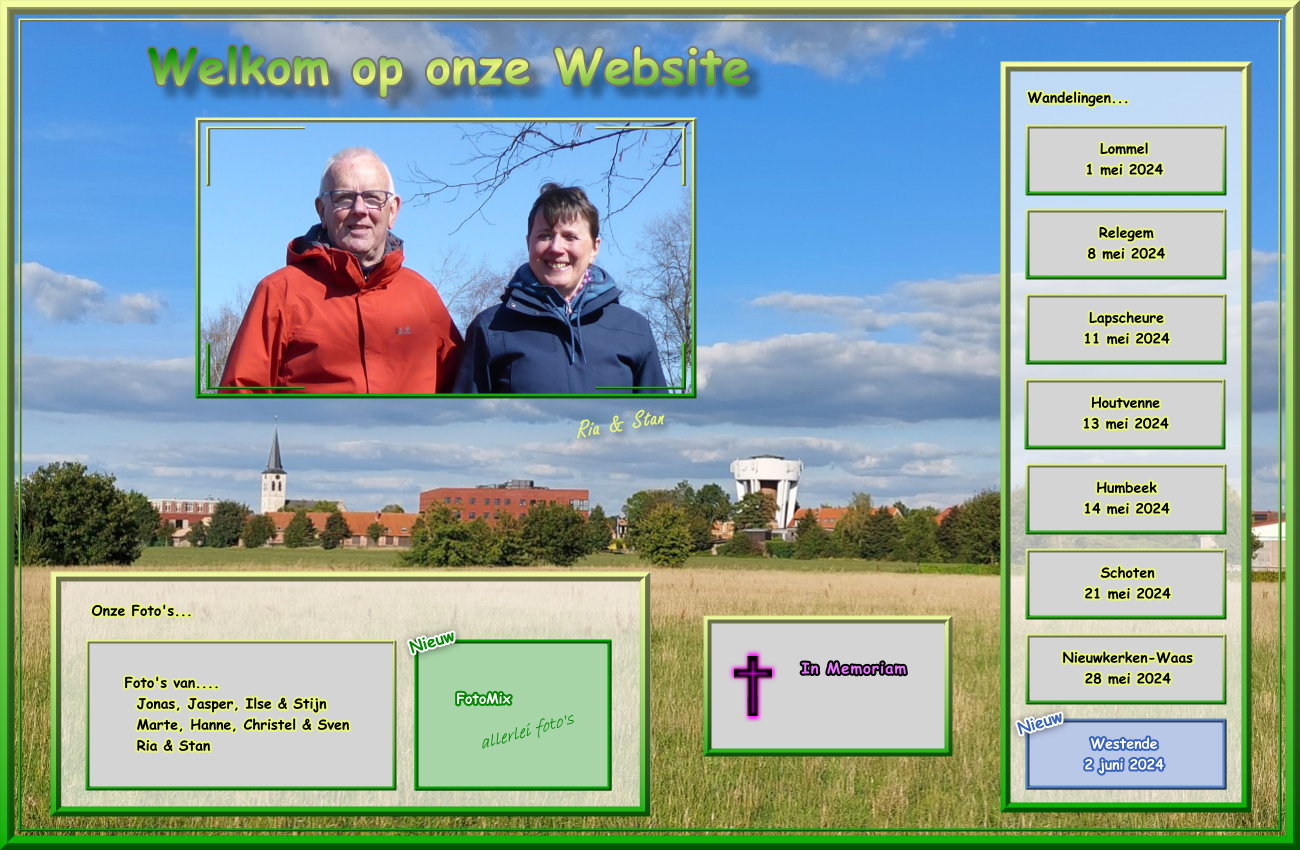 Welkom op onze Website
Ria & Stan
Wandelingen...
Lommel
1 mei 2024
Relegem
8 mei 2024
Lapscheure
11 mei 2024
Houtvenne
13 mei 2024
Humbeek
14 mei 2024
Schoten
21 mei 2024
Nieuwkerken-Waas
28 mei 2024
Nieuw
Westende
2 juni 2024
Onze Foto's...
Foto's van....
Jonas, Jasper, Ilse & Stijn
Marte, Hanne, Christel & Sven
Ria & Stan
Nieuw
FotoMix
allerlei foto's
In Memoriam